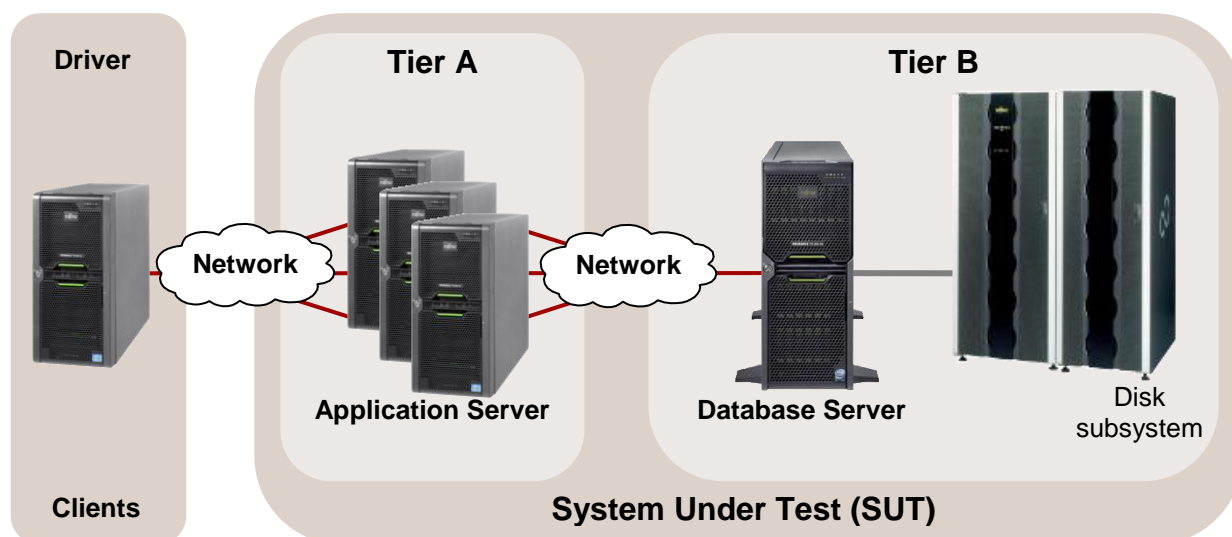 Driver
Tier A
Tier B
Network
Network
Application Server
Database Server
Disk
subsystem
Clients
System Under Test (SUT)